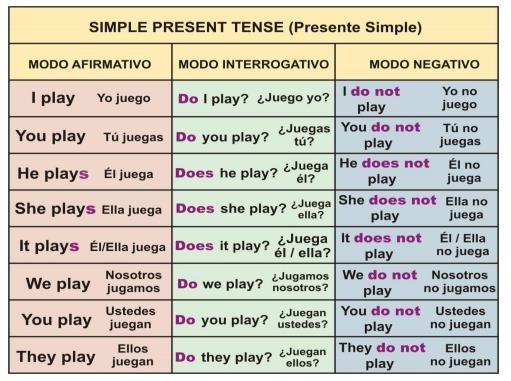 SIMPLE PRESENT TENSE (Presente Simple)
MODO AFIRMATIVO
MODO INTERROGATIVO
MODO NEGATIVO
I play
Yo juego
Do I play?
¿Juego yo?
I do not
play
Yo no
juego
You play
Tú juegas
Do you play?
¿Juegas
tú?
You do not
play
Tú no
juegas
He plays
Él juega
Does he play?
¿Juega
él?
He does not
play
Él no
juega
She plays
Ella juega
Does she play?
¿Juega
ella?
She does not
play
Ella no
juega
It plays
Él/Ella juega
Does it play?
¿Juega
él / ella?
It does not
play
Él / Ella
no juega
We play
Nosotros
jugamos
Do we play?
¿Jugamos
nosotros?
We do not
play
Nosotros
no jugamos
You play
Ustedes
juegan
Do you play?
¿Juegan
ustedes?
You do not
play
Ustedes
no juegan
They play
Ellos
juegan
Do they play?
¿Juegan
ellos?
They do not
play
Ellos
no juegan